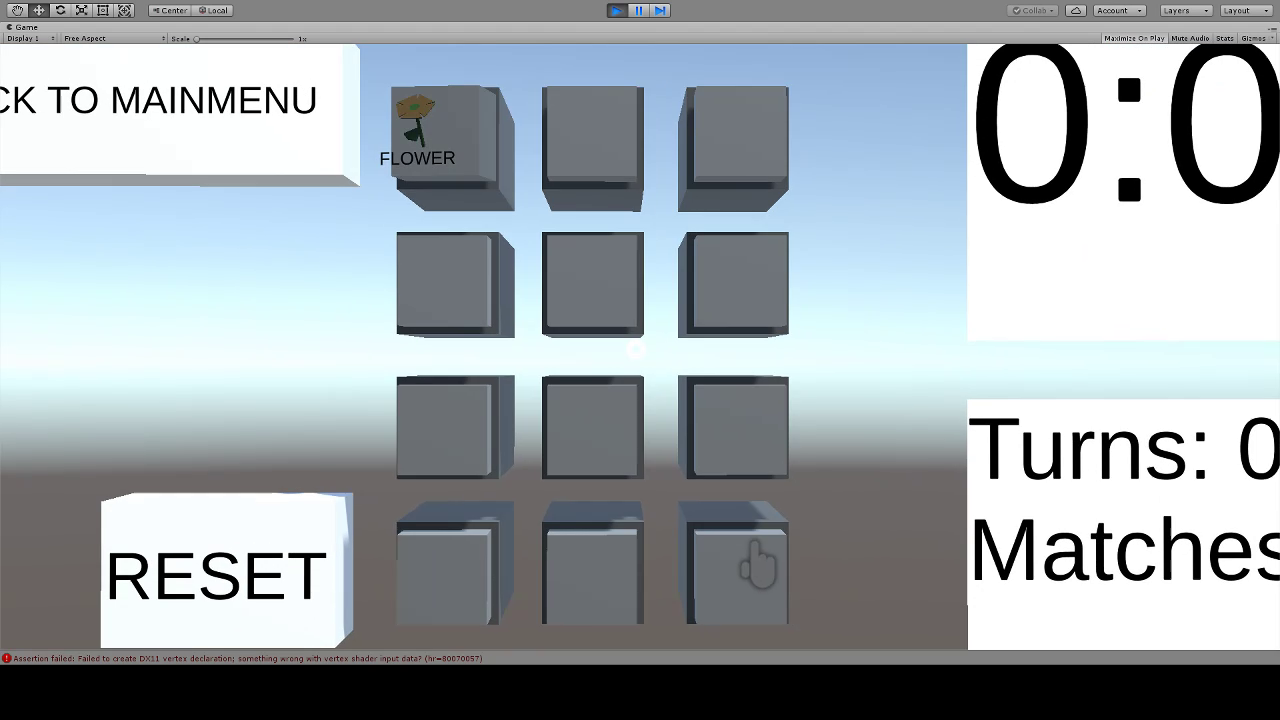 Center Local Collab Account Layers Layout
Game
Display 1 Free Aspect Scale 1x Maximize On Play Mute Audio Stats Gizmos
CK TO MAINMENU
0:0
FLOWER
Turns: 0
Matches
RESET
Assertion failed: Failed to create DX11 vertex declaration; something wrong with vertex shader input data? (hr=80070057)